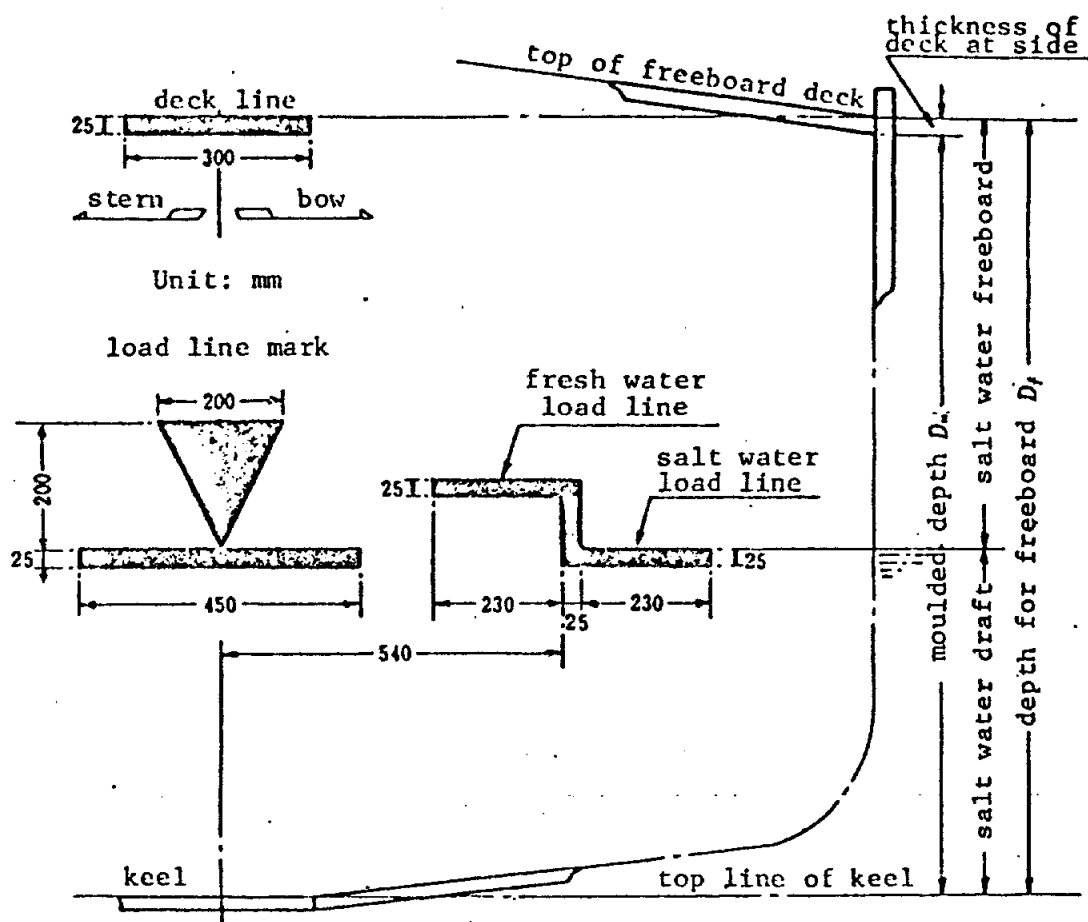 thickness of
deck at side
top of freeboard deck
deck line
25
300
stern
bow
Unit: mm
load line mark
200
200
25
450
fresh water
load line
25
salt water
load line
25
230
25
230
540
moulded depth
salt water freeboard
salt water draft
depth for freeboard Df
keel
top line of keel